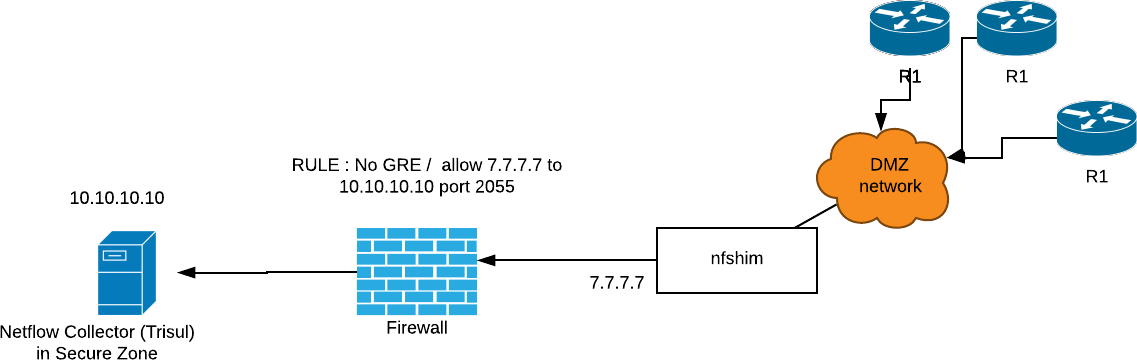 R1
R1
R1
DMZ
network
RULE : No GRE /  allow 7.7.7.7 to
10.10.10.10 port 2055
10.10.10.10
nfshim
7.7.7.7
Firewall
Netflow Collector (Trisul)
in Secure Zone